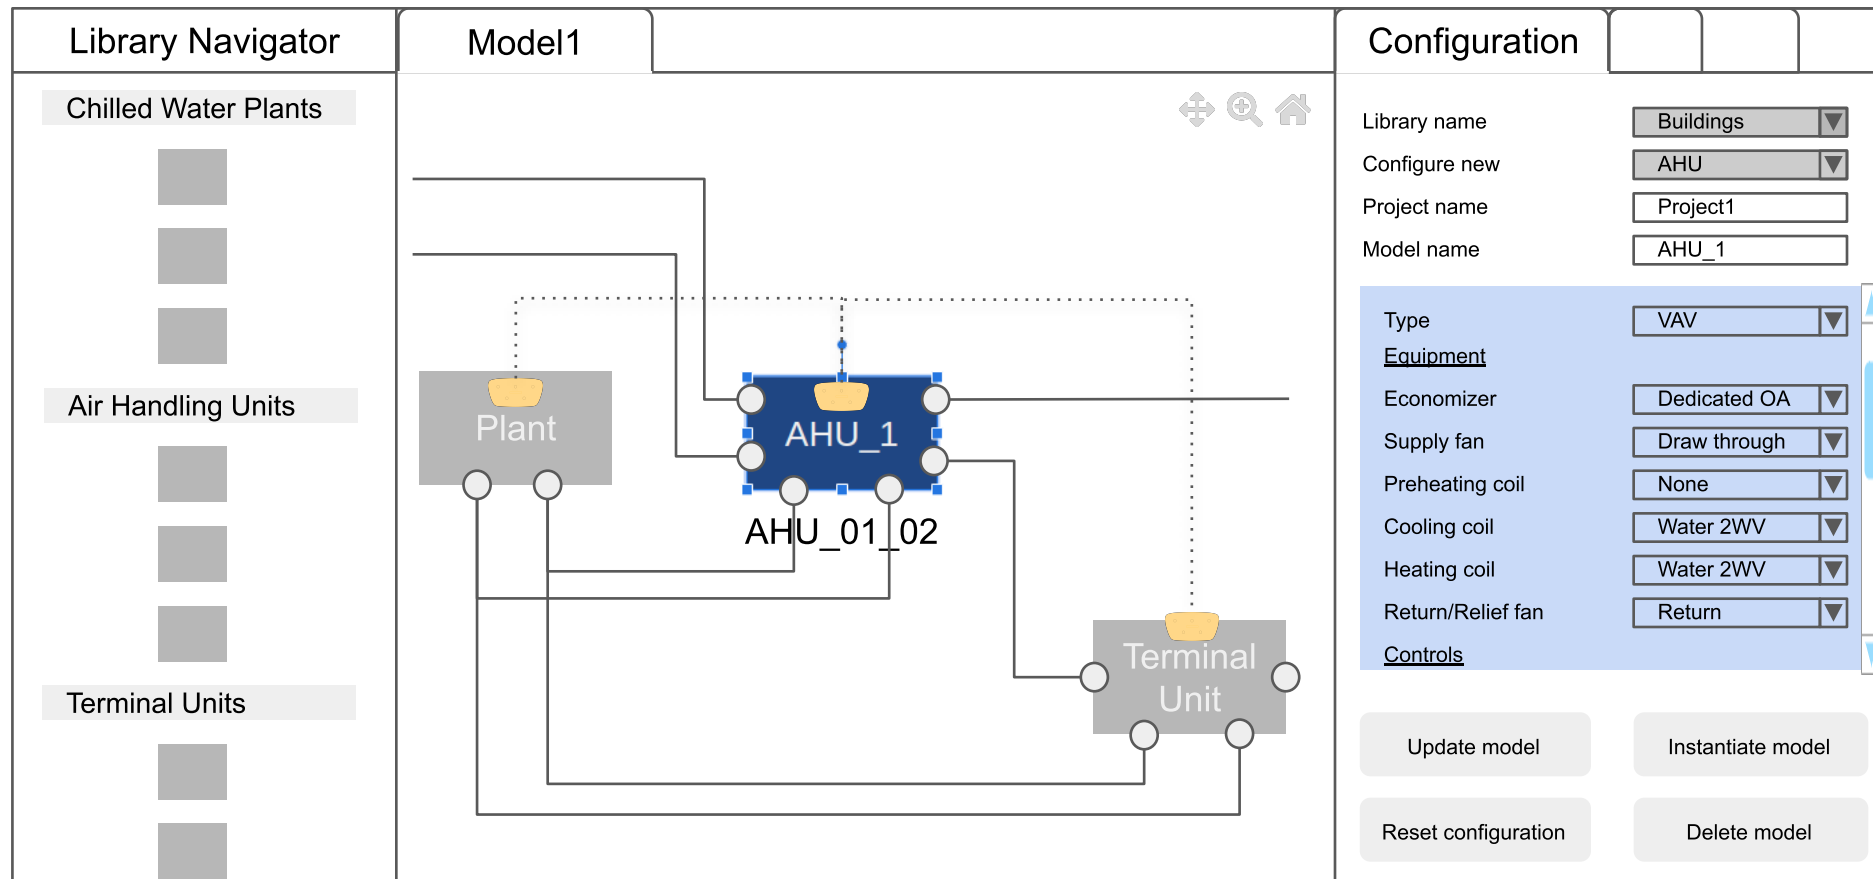 Library Navigator
Chilled Water Plants
Air Handling Units
Terminal Units
Model1
Plant
AHU_1
AHU_01_02
Terminal
Unit
Configuration
Library name Buildings
Configure new AHU
Project name Project1
Model name AHU_1
Type VAV
Equipment
Economizer Dedicated OA
Supply fan Draw through
Preheating coil None
Cooling coil Water 2WV
Heating coil Water 2WV
Return/Relief fan Return
Controls
Update model Instantiate model
Reset configuration Delete model